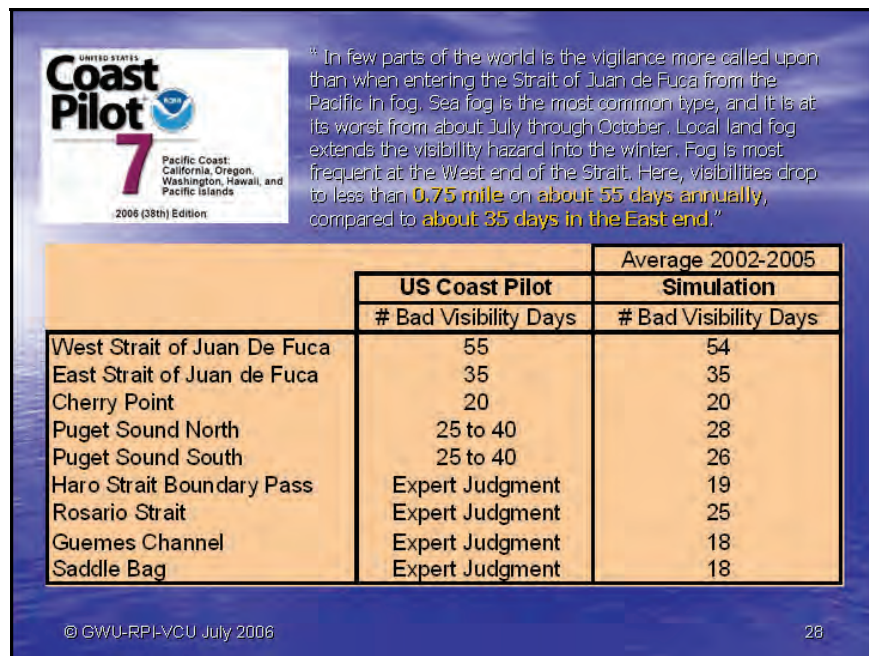 UNITED STATES
Coast
Pilot
7
Pacific Coast:
California, Oregon,
Washington, Hawaii, and
Pacific Islands
2006 (38th) Edition
“ In few parts of the world is the vigilance more called upon
than when entering the Strait of Juan de Fuca from the
Pacific in fog. Sea fog is the most common type, and it is at
its worst from about July through October. Local land fog
extends the visibility hazard into the winter. Fog is most
frequent at the West end of the Strait. Here, visibilities drop
to less than 0.75 mile on about 55 days annually,
compared to about 35 days in the East end.”
Average 2002-2005
US Coast Pilot Simulation
# Bad Visibility Days # Bad Visibility Days
West Strait of Juan De Fuca 55 54
East Strait of Juan de Fuca 35 35
Cherry Point 20 20
Puget Sound North 25 to 40 28
Puget Sound South 25 to 40 26
Haro Strait Boundary Pass Expert Judgment 19
Rosario Strait Expert Judgment 25
Guemes Channel Expert Judgment 18
Saddle Bag Expert Judgment 18
© GWU-RPI-VCU July 2006 28